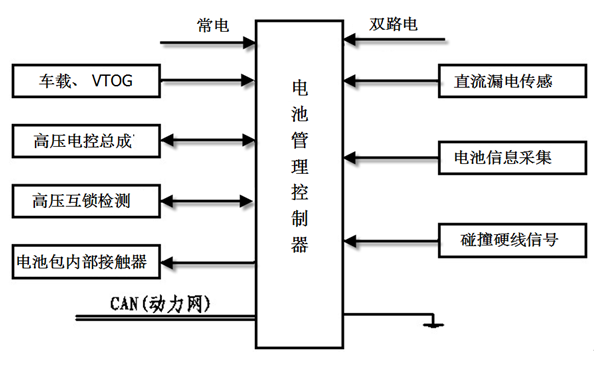 常电
双路电
车载、VTOG
直流漏电传感
高压电控总成
电池信息采集
高压互锁检测
碰撞硬线信号
电池包内部接触器
CAN(动力网)
电池管理控制器